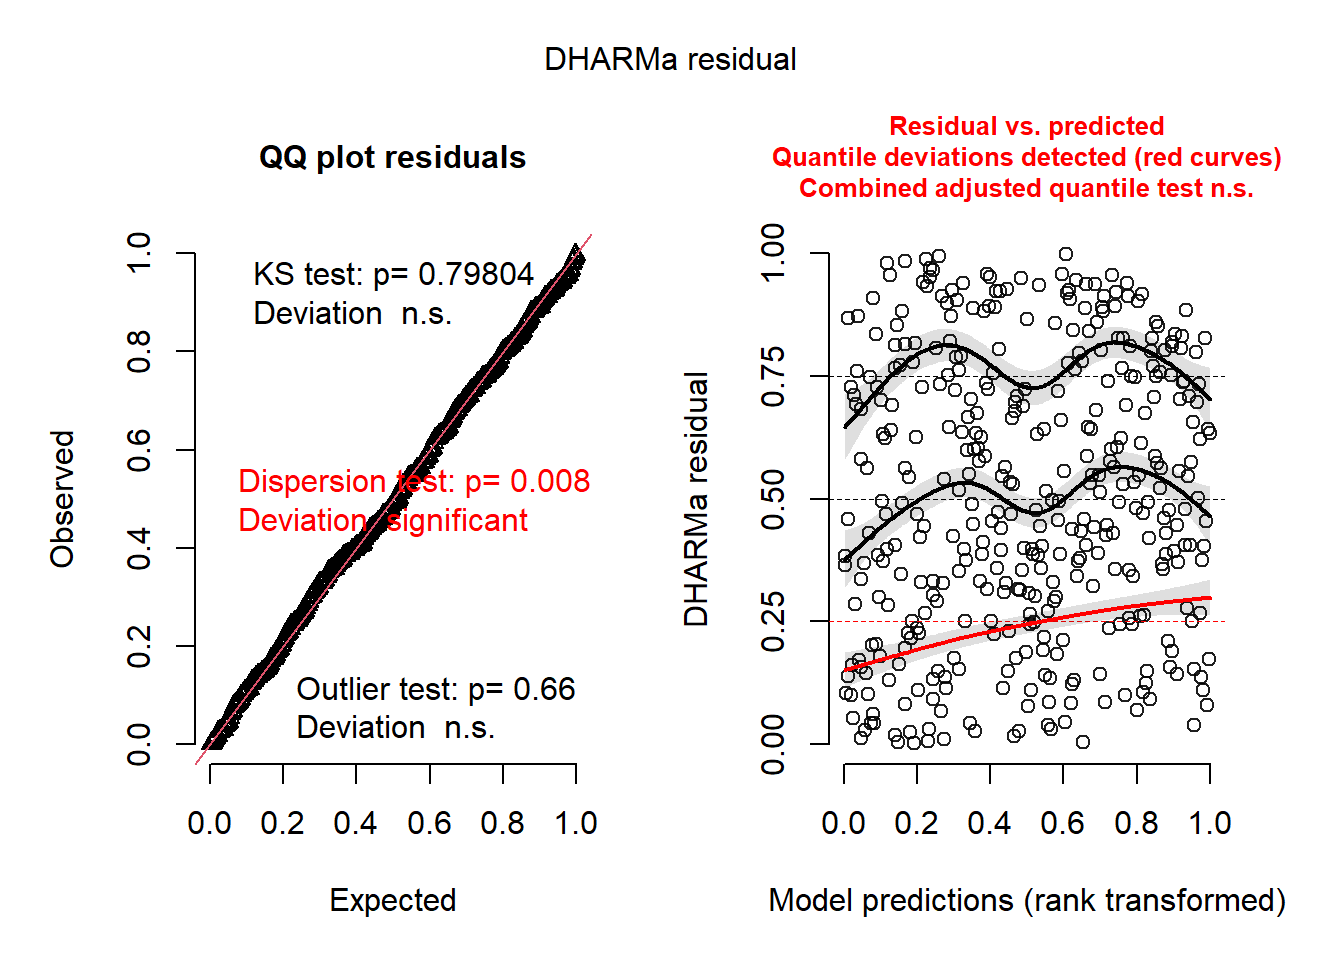 DHARMa residual
QQ plot residuals
KS test: p= 0.79804
Deviation  n.s.
Dispersion test: p= 0.008
Deviation  significant
Outlier test: p= 0.66
Deviation  n.s.
Observed
0.0 0.2 0.4 0.6 0.8 1.0
0.0 0.2 0.4 0.6 0.8 1.0
Expected
Residual vs. predicted
Quantile deviations detected (red curves)
Combined adjusted quantile test n.s.
DHARMa residual
0.00 0.25 0.50 0.75 1.00
0.0 0.2 0.4 0.6 0.8 1.0
Model predictions (rank transformed)